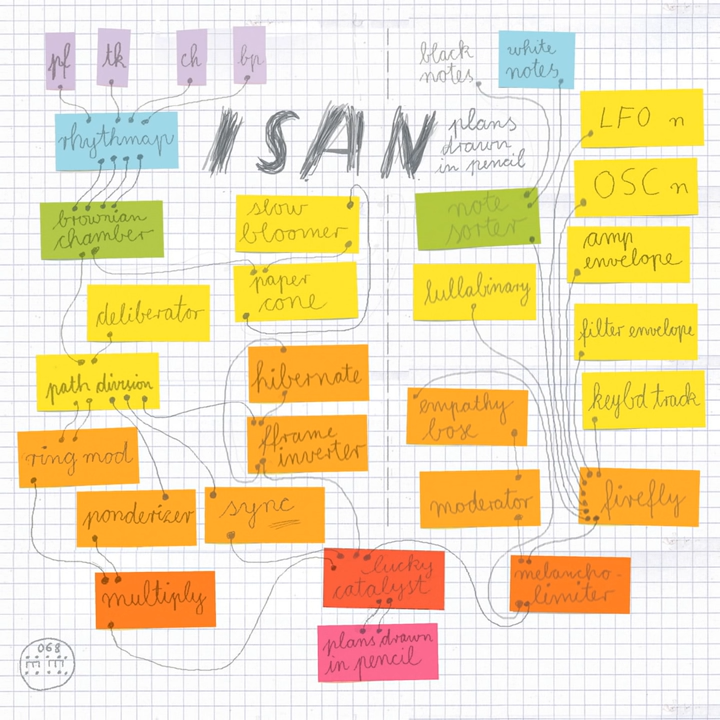 pf
tk
ch
bp
black
notes
white
notes
rhythmap
ISAN
plans
drawn
in pencil
LFO n
OSC n
brownian
chamber
slow
bloomer
note
sorter
amp
envelope
paper
cone
lullabinary
deliberator
filter envelope
path division
hibernate
empathy
box
keybd track
ring mod
fframe
inverter
ponderizer
sync
moderator
firefly
multiply
lucky
catalyst
melancho-
limiter
plans drawn
in pencil
068